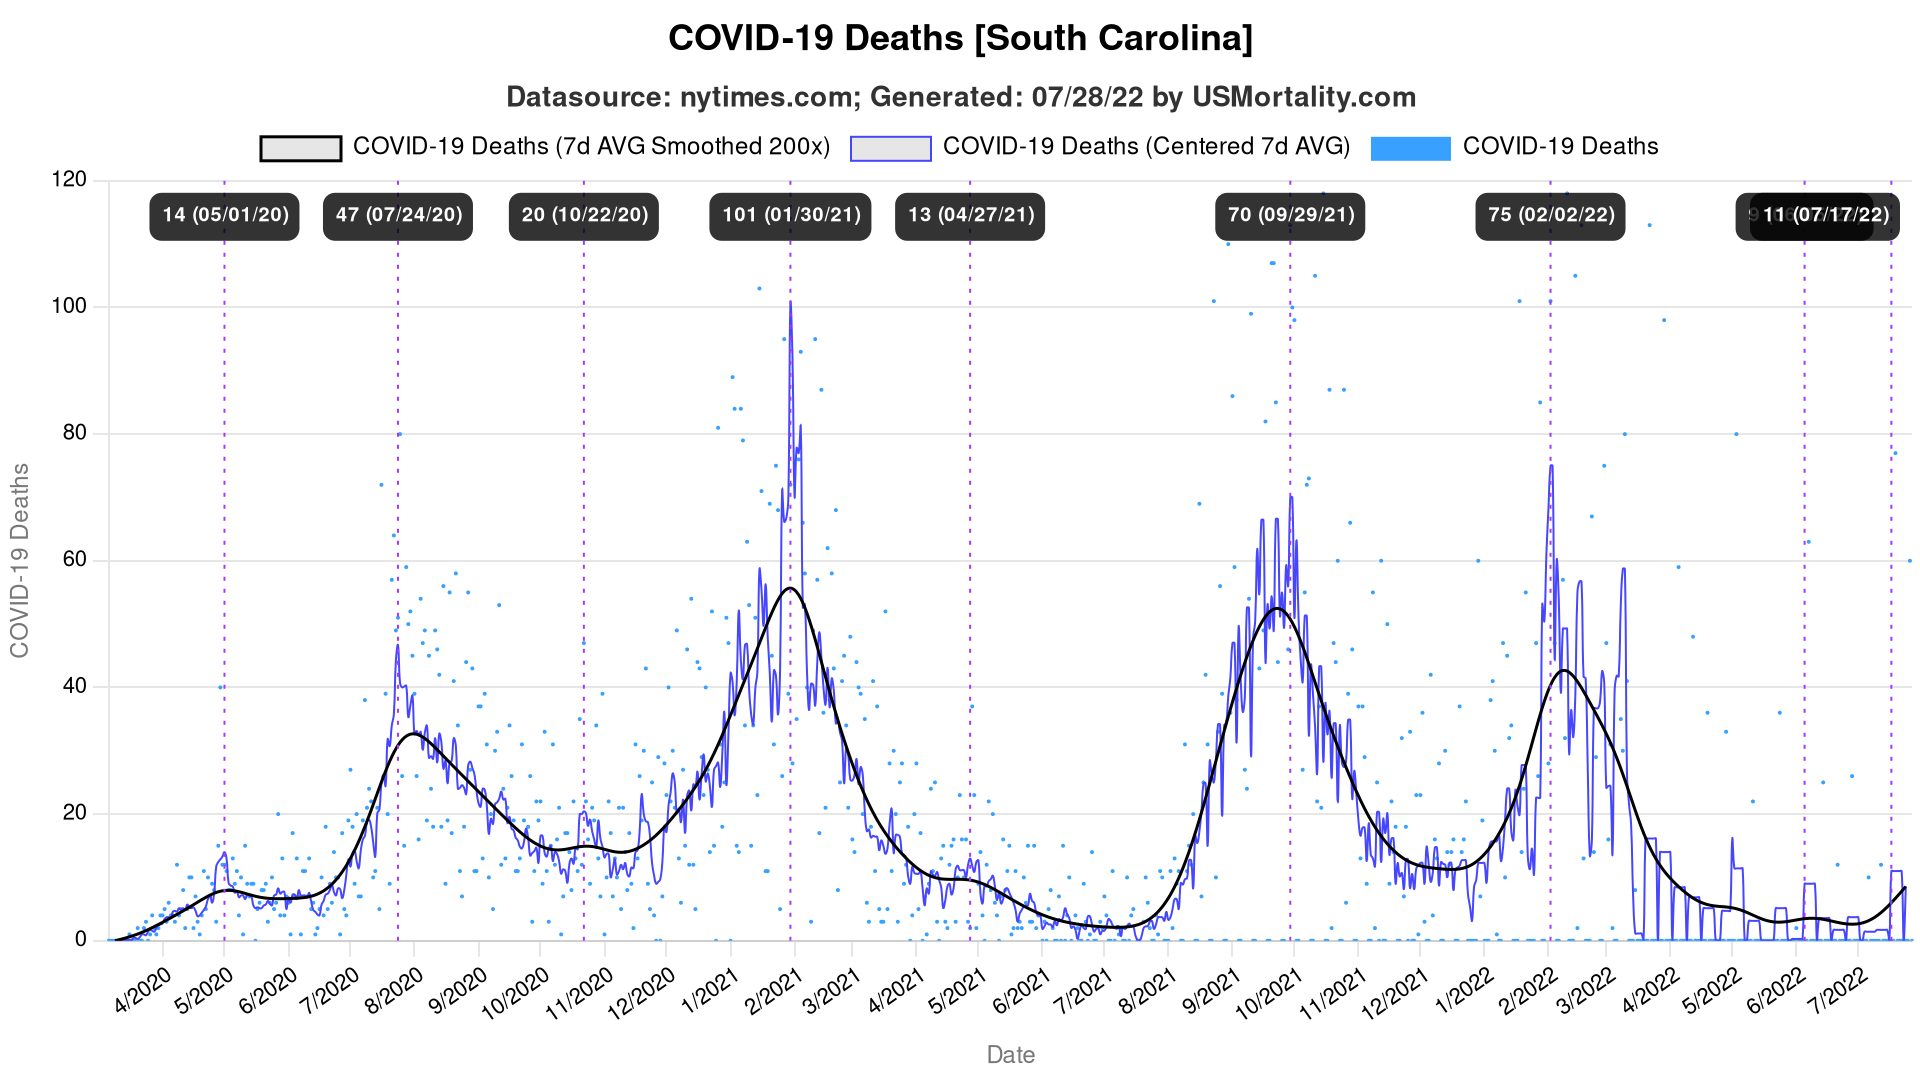 COVID-19 Deaths [South Carolina]
Datasource: nytimes.com; Generated: 07/28/22 by USMortality.com
COVID-19 Deaths (7d AVG Smoothed 200x) COVID-19 Deaths (Centered 7d AVG) COVID-19 Deaths
120
14 (05/01/20) 47 (07/24/20) 20 (10/22/20) 101 (01/30/21) 13 (04/27/21) 70 (09/29/21) 75 (02/02/22) 11 (07/17/22)
100
80
60
40
20
0
COVID-19 Deaths
4/2020 5/2020 6/2020 7/2020 8/2020 9/2020 10/2020 11/2020 12/2020 1/2021 2/2021 3/2021 4/2021 5/2021 6/2021 7/2021 8/2021 9/2021 10/2021 11/2021 12/2021 1/2022 2/2022 3/2022 4/2022 5/2022 6/2022 7/2022
Date